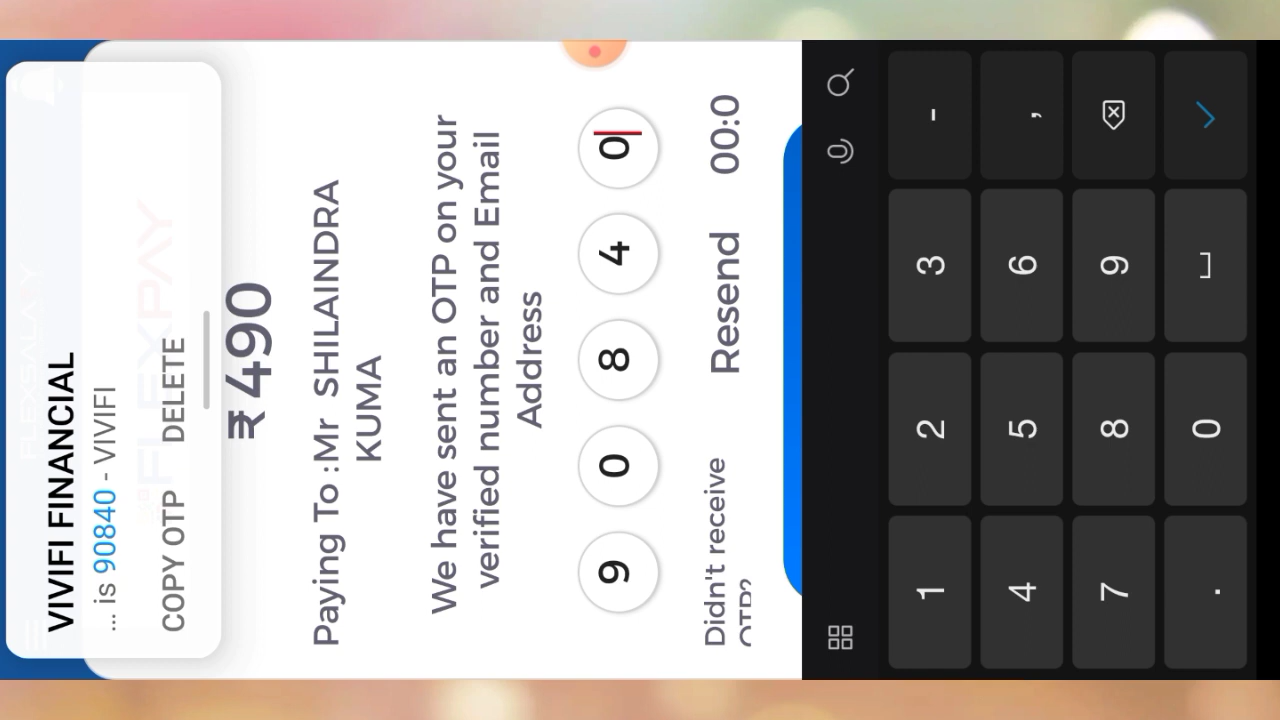 VIVIFI FINANCIAL
... is 90840 - VIVIFI
COPY OTP DELETE
FLEXPAY
₹ 490
Paying To :Mr SHILAINDRA
KUMA
We have sent an OTP on your
verified number and Email
Address
9 0 8 4 0
Didn't receive
OTP?
Resend 00:0
1 2 3 -
4 5 6 ,
7 8 9
. 0